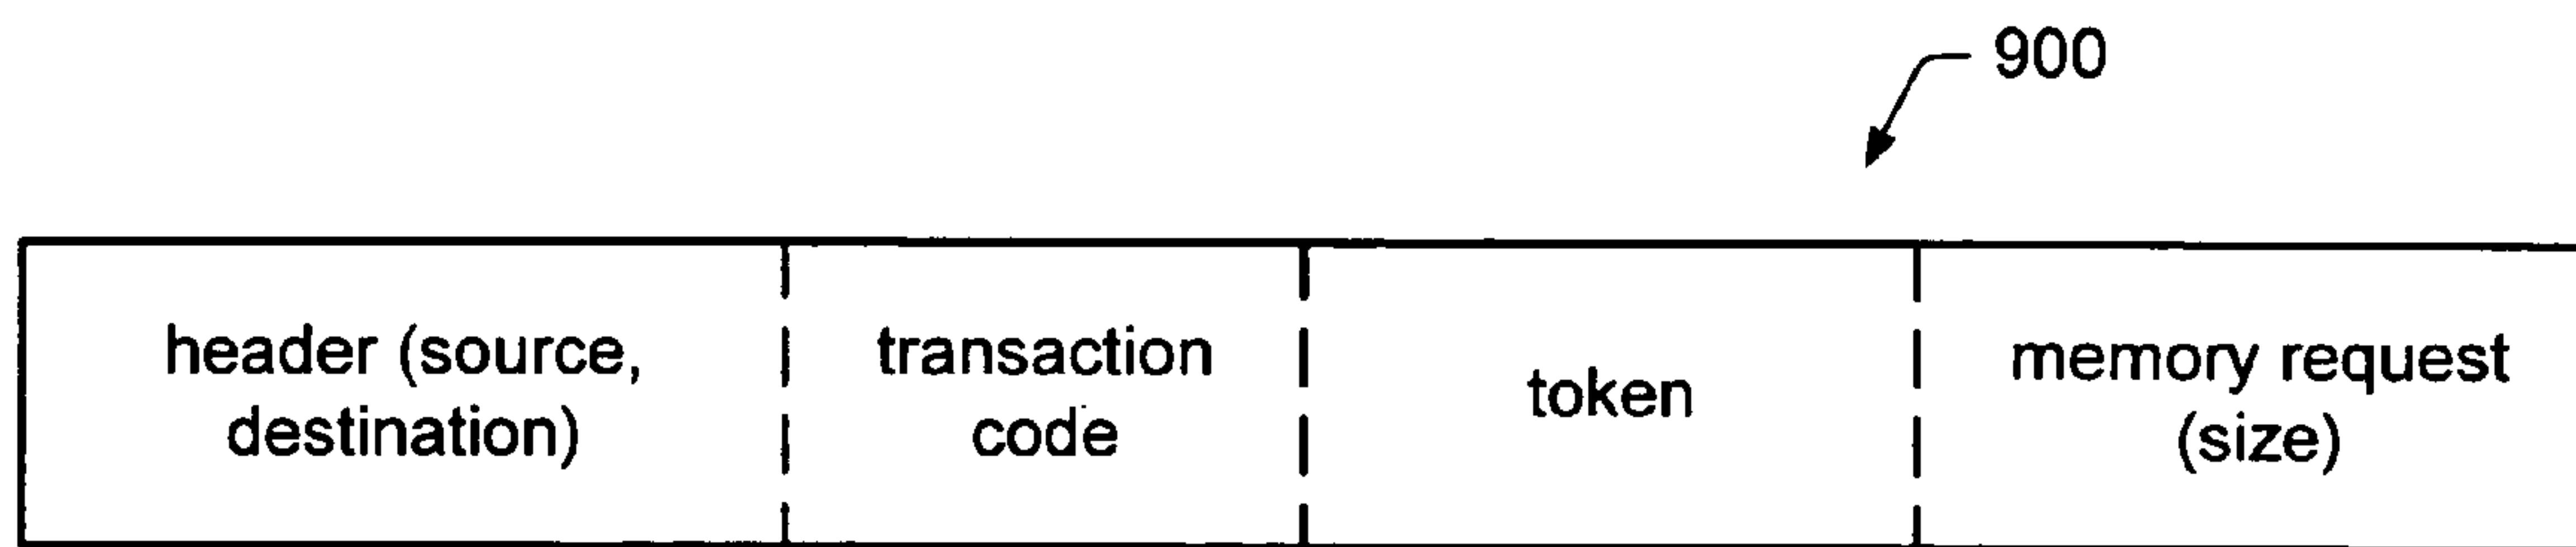 900
header (source,
destination)
transaction
code
token
memory request
(size)